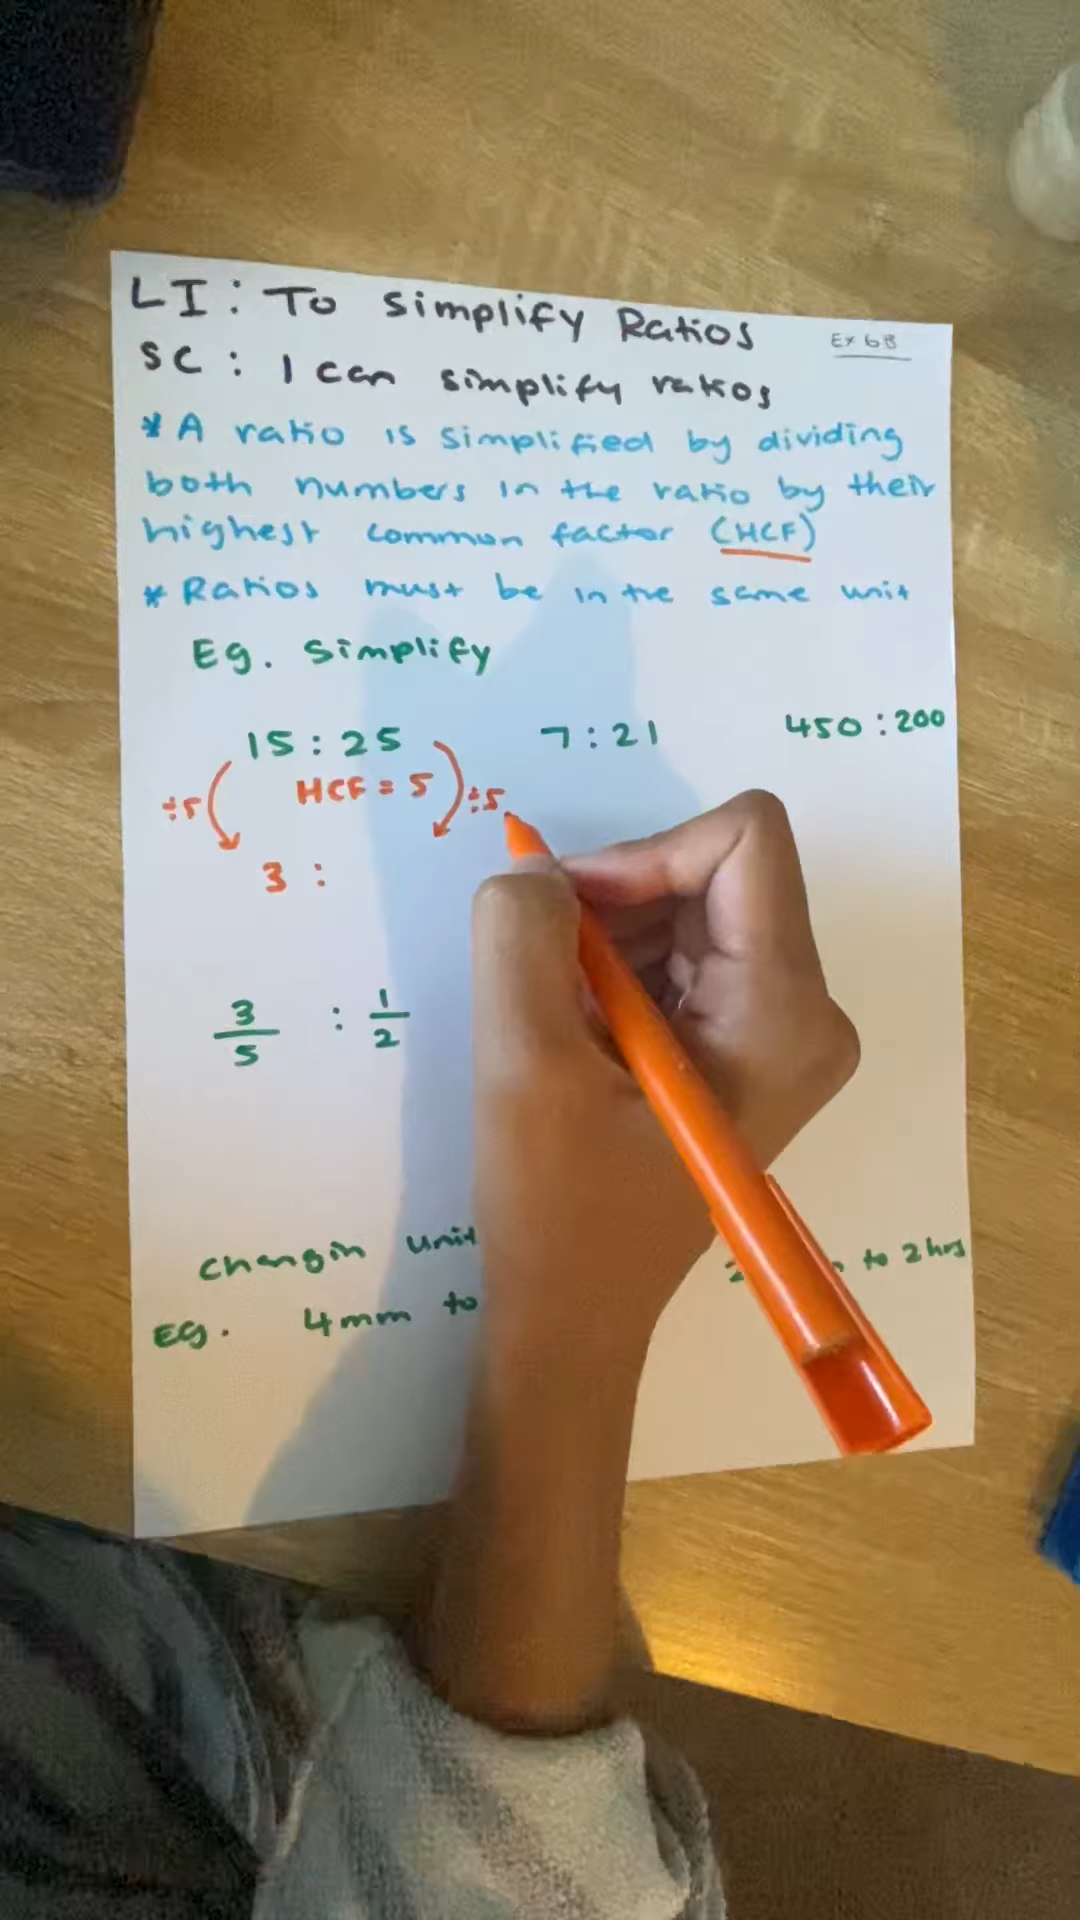 LI: To simplify Ratios
Ex 6B
SC: I can simplify ratios
* A ratio is simplified by dividing
both numbers in the ratio by their
highest common factor (HCF)
* Ratios must be in the same unit
Eg. Simplify
15:25 7:21 450:200
÷5 HCF = 5 ÷5
3 :
3/5 : 1/2
Changin unit
to 2hrs
EG. 4mm to